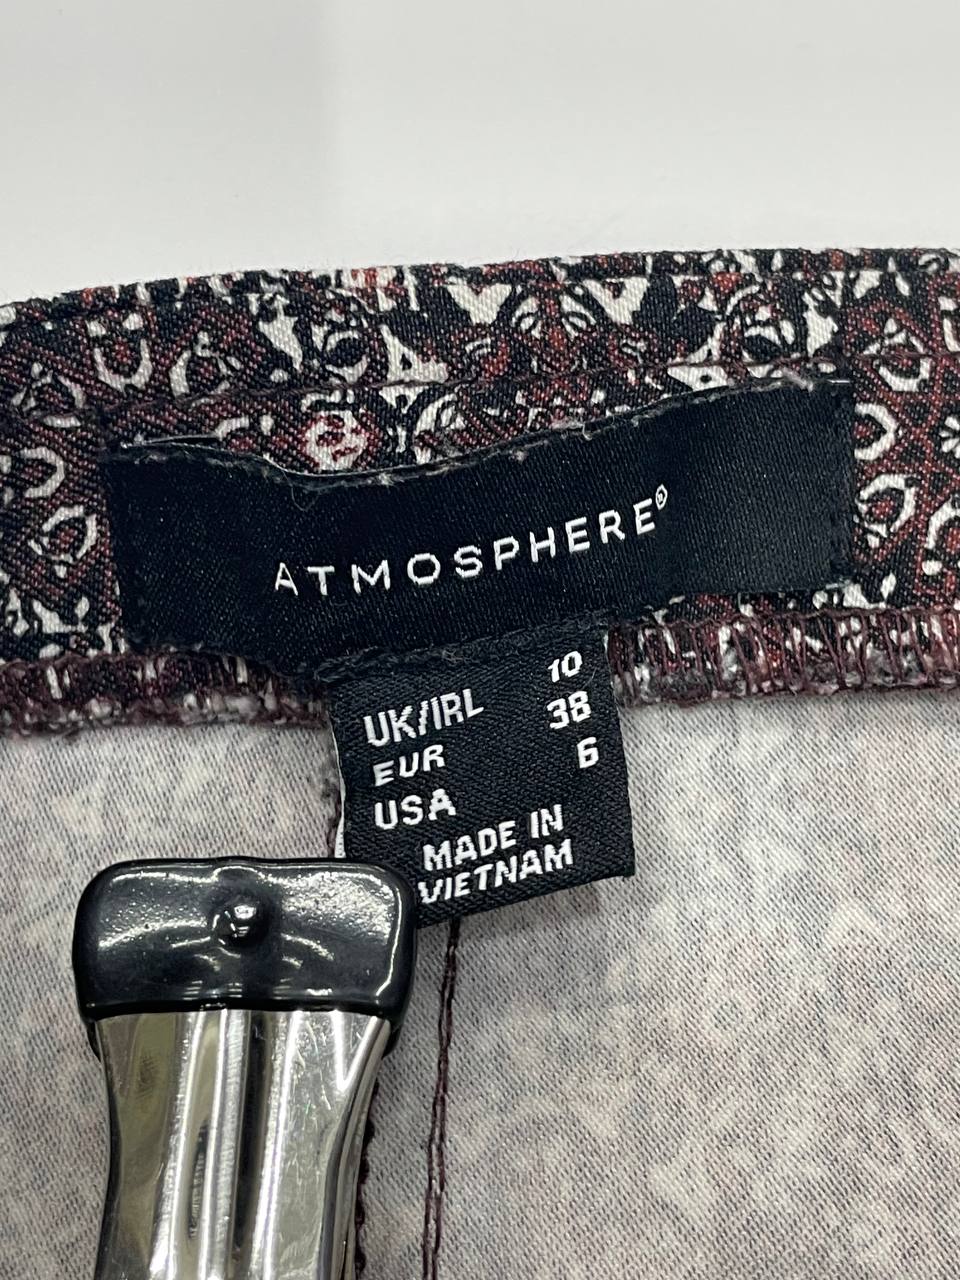 ATMOSPHERE®
UK/IRL 10
EUR 38
USA 6
MADE IN
VIETNAM